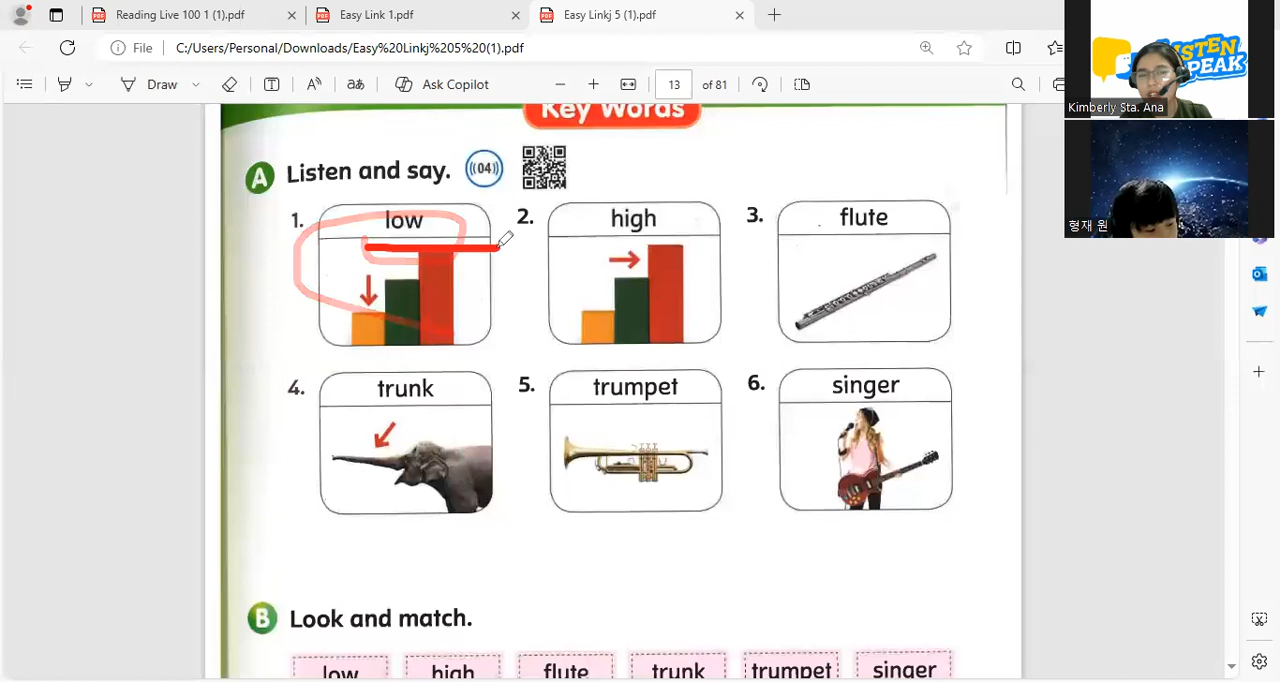 Reading Live 100 1 (1).pdf
Easy Link 1.pdf
Easy Linkj 5 (1).pdf
File
C:/Users/Personal/Downloads/Easy%20Linkj%205%20(1).pdf
Draw
Ask Copilot
13 of 81
LISTEN
SPEAK
Kimberly Sta. Ana
형재 원
Key Words
A Listen and say. 04
1. low
2. high
3. flute
4. trunk
5. trumpet
6. singer
B Look and match.
low high flute trunk trumpet singer